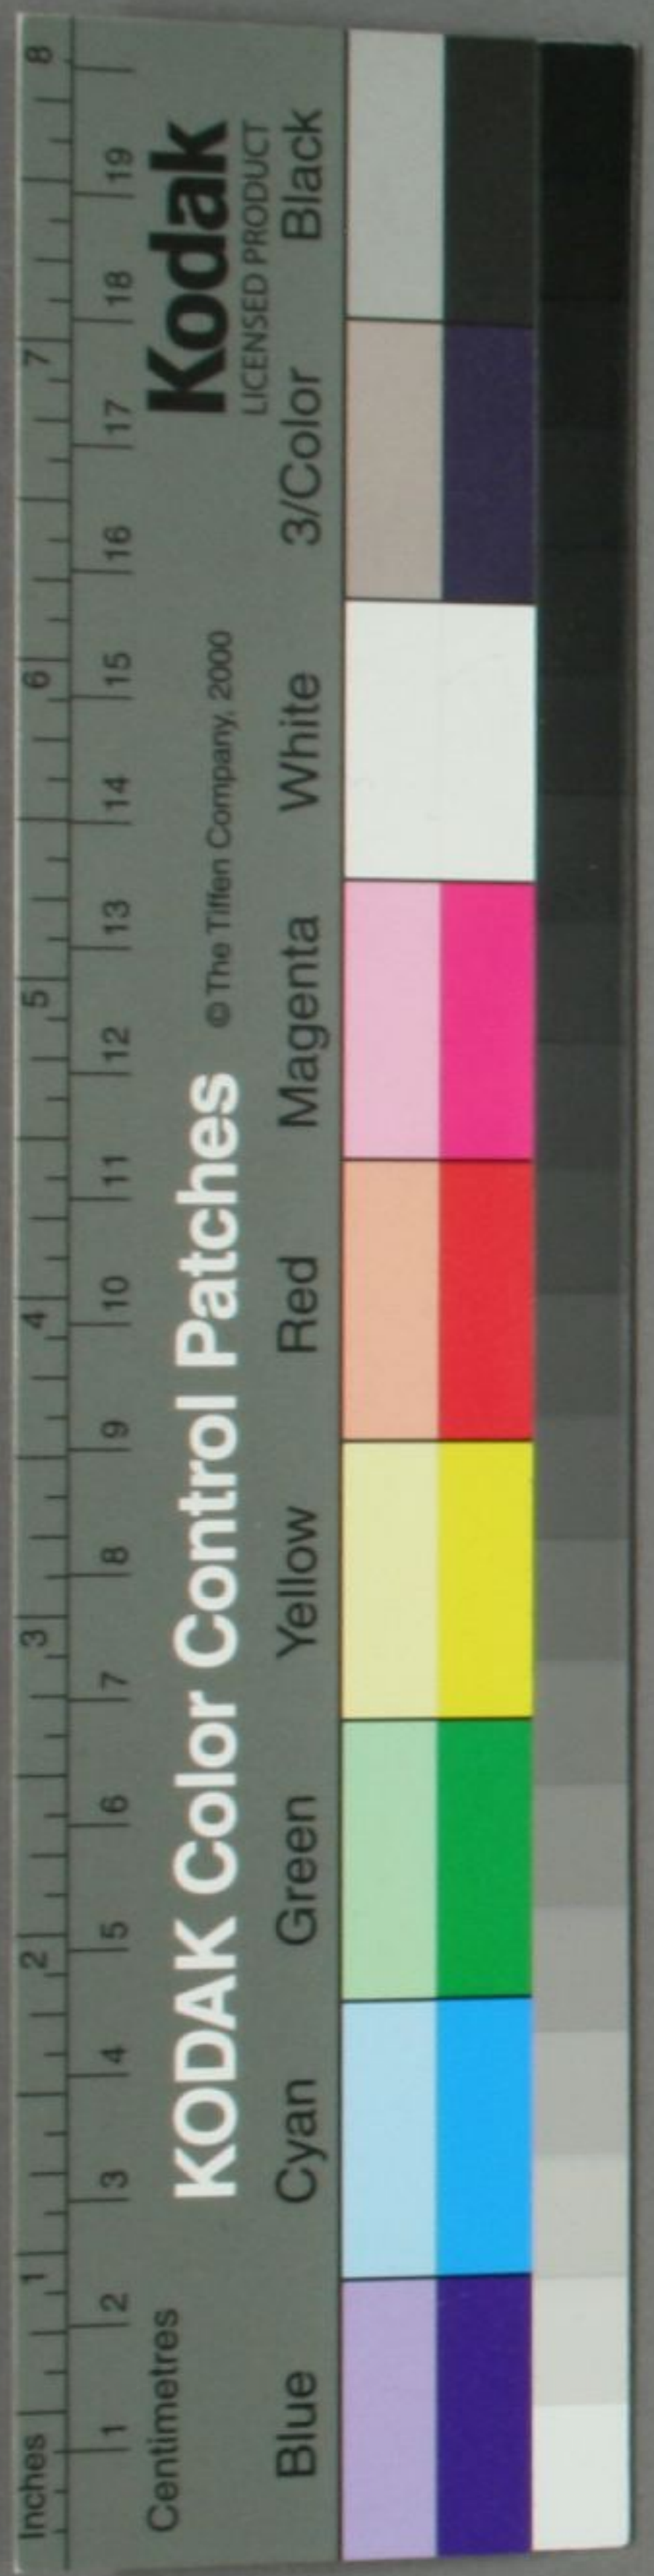 Inches 1 2 3 4 5 6 7 8
1 2 3 4 5 6 7 8 9 10 11 12 13 14 15 16 17 18 19
Centimetres
KODAK Color Control Patches © The Tiffen Company, 2000 Kodak
LICENSED PRODUCT
Blue Cyan Green Yellow Red Magenta White 3/Color Black